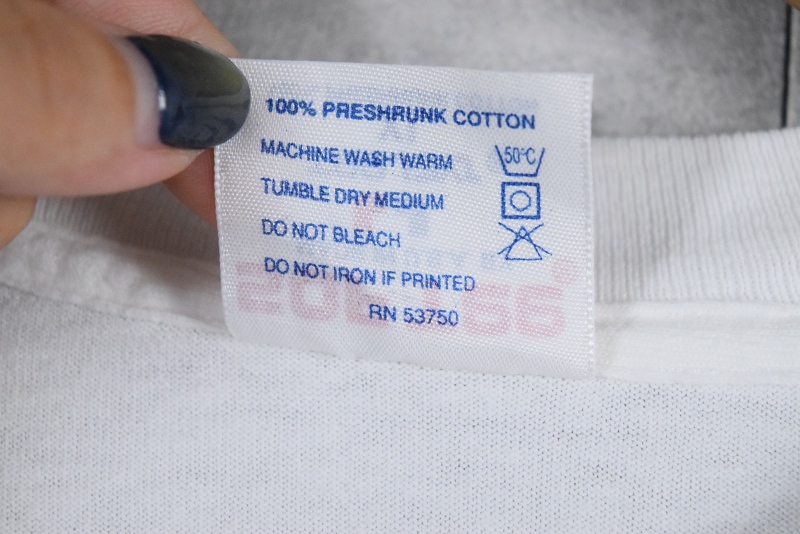 100% PRESHRUNK COTTON
MACHINE WASH WARM 50°C
TUMBLE DRY MEDIUM
DO NOT BLEACH
DO NOT IRON IF PRINTED
RN 53750